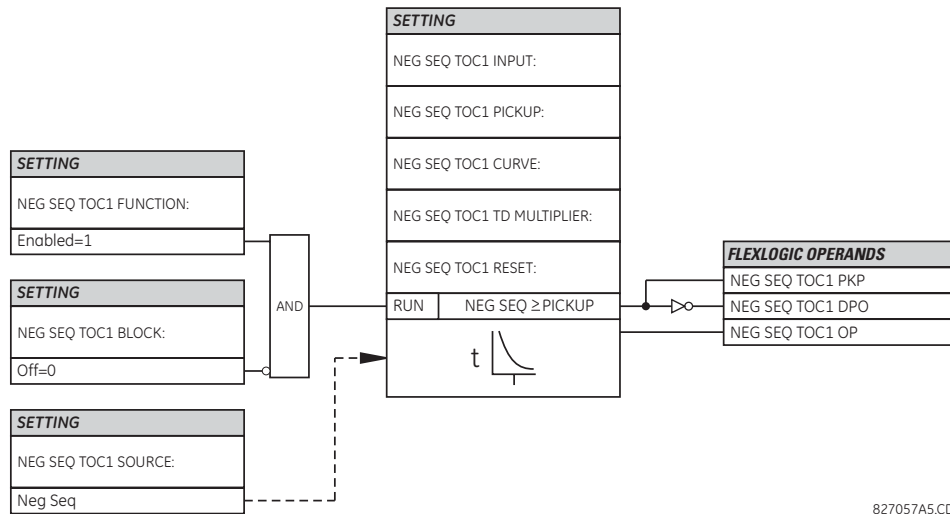 SETTING
NEG SEQ TOC1 FUNCTION:
Enabled=1
SETTING
NEG SEQ TOC1 BLOCK:
Off=0
SETTING
NEG SEQ TOC1 SOURCE:
Neg Seq
AND
SETTING
NEG SEQ TOC1 INPUT:
NEG SEQ TOC1 PICKUP:
NEG SEQ TOC1 CURVE:
NEG SEQ TOC1 TD MULTIPLIER:
NEG SEQ TOC1 RESET:
RUN NEG SEQ ≥ PICKUP
t
FLEXLOGIC OPERANDS
NEG SEQ TOC1 PKP
NEG SEQ TOC1 DPO
NEG SEQ TOC1 OP